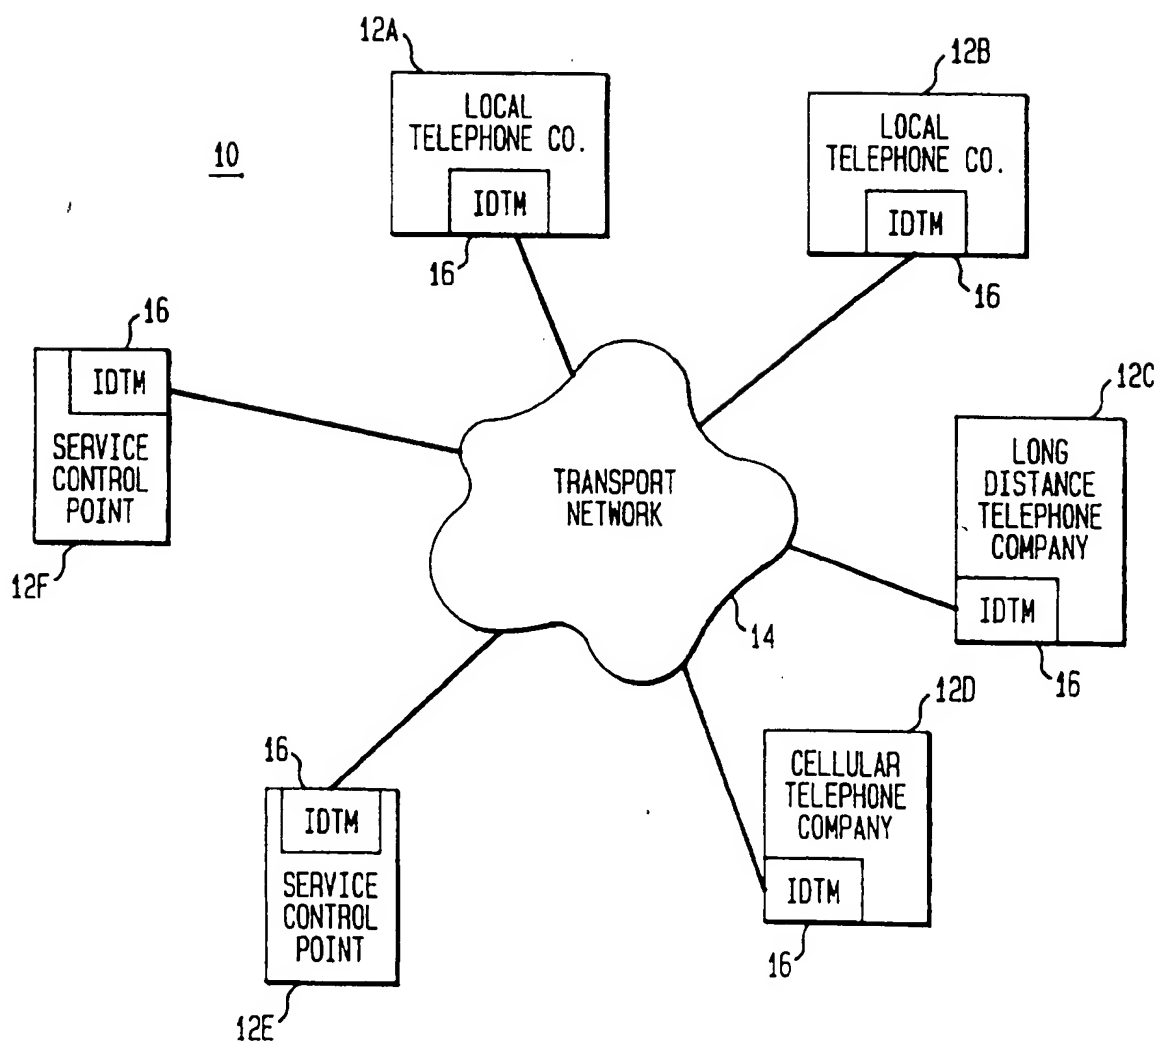 12A
LOCAL
TELEPHONE CO.
IDTM
16
12B
LOCAL
TELEPHONE CO.
IDTM
16
10
16
IDTM
SERVICE
CONTROL
POINT
12F
TRANSPORT
NETWORK
14
12C
LONG
DISTANCE
TELEPHONE
COMPANY
IDTM
16
12D
CELLULAR
TELEPHONE
COMPANY
IDTM
16
16
IDTM
SERVICE
CONTROL
POINT
12E